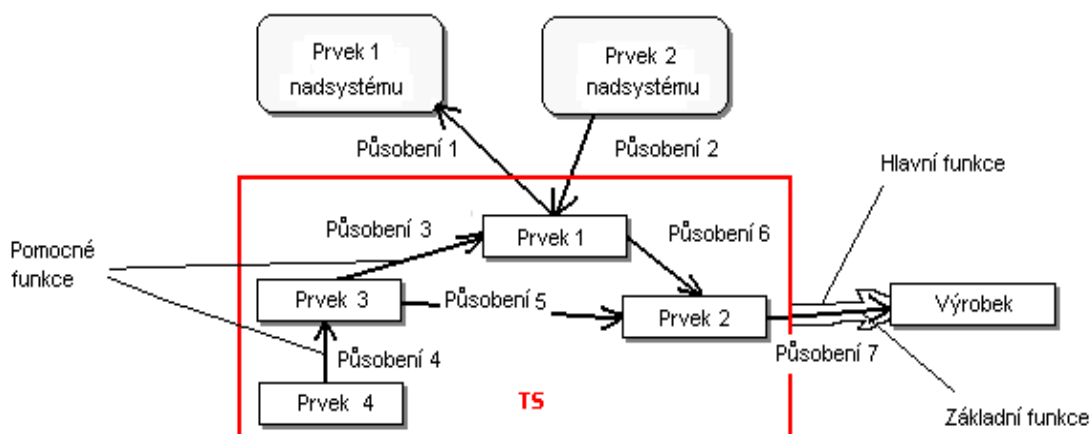 Prvek 1
nadsystému
Prvek 2
nadsystému
Působení 1
Působení 2
Hlavní funkce
Pomocné
funkce
Působení 3
Prvek 1
Působení 6
Prvek 3
Působení 5
Prvek 2
Výrobek
Působení 4
Působení 7
Prvek 4
TS
Základní funkce